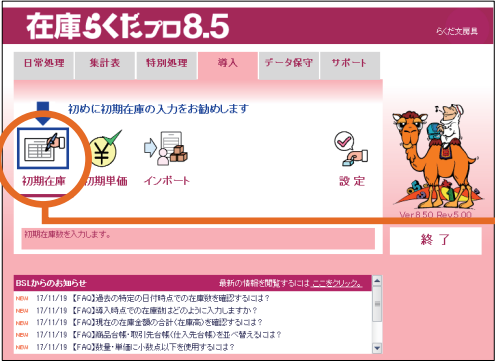 在庫らくだプロ8.5
らくだ文房具
日常処理 集計表 特別処理 導入 データ保守 サポート
初めに初期在庫の入力をお勧めします
初期在庫 初期単価 インポート 設定
Ver8.50 Rev5.00
終了
初期在庫数を入力します。
BSLからのお知らせ 最新の情報を閲覧するには ここをクリック。
NEW 17/11/19 【FAQ】過去の特定の日付時点での在庫数を確認するには?
NEW 17/11/19 【FAQ】導入時点での在庫数はどのように入力しますか?
NEW 17/11/19 【FAQ】現在の在庫金額の合計(在庫高)を確認するには?
NEW 17/11/19 【FAQ】商品台帳・取引先台帳(仕入先台帳)を並べ替えるには?
NEW 17/11/19 【FAQ】数量・単価に小数点以下を使用するには?